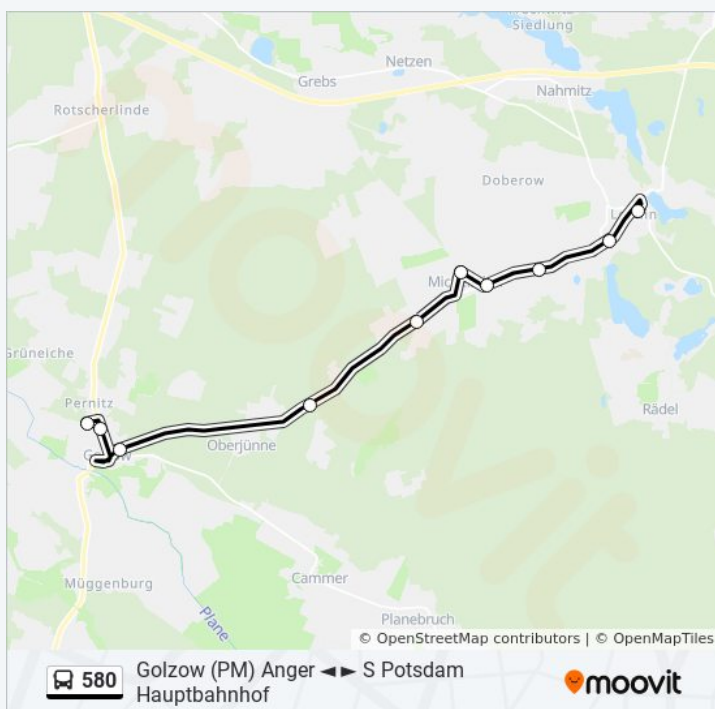 Siedlung
Netzen
Grebs
Nahmitz
Rotscherlinde
Doberow
Mic
Grüneiche
Pernitz
Rädel
Oberjünne
Müggenburg
Cammer
Plane
Planebruch
© OpenStreetMap contributors | © OpenMapTiles
580
Golzow (PM) Anger ◄► S Potsdam
Hauptbahnhof
moovit